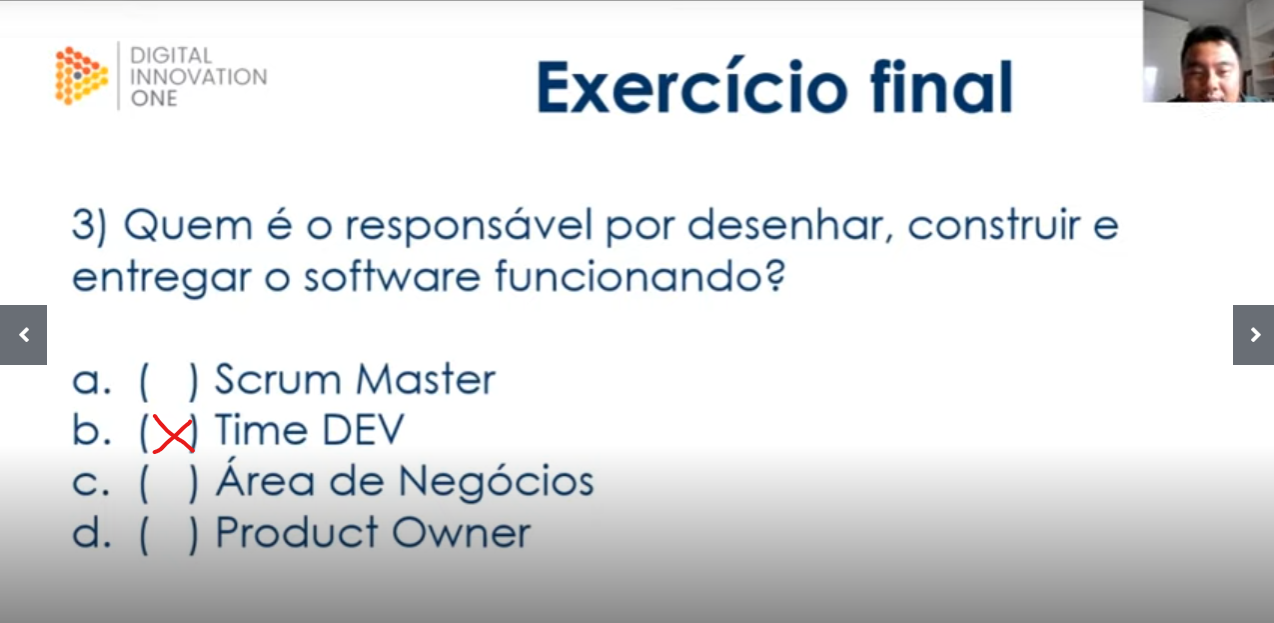 DIGITAL
INNOVATION
ONE
Exercício final
3) Quem é o responsável por desenhar, construir e
entregar o software funcionando?
a. ( ) Scrum Master
b. (X) Time DEV
c. ( ) Área de Negócios
d. ( ) Product Owner